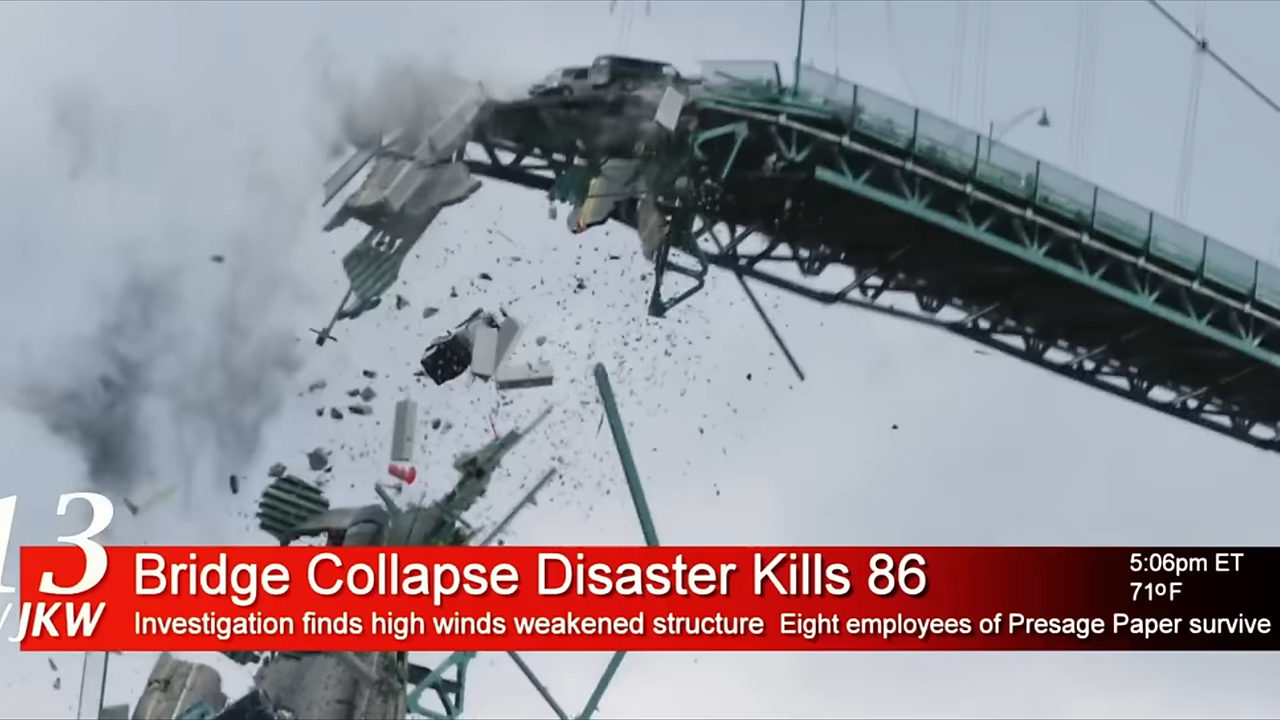 13
JKW
Bridge Collapse Disaster Kills 86
Investigation finds high winds weakened structure Eight employees of Presage Paper survive
5:06pm ET
71ºF